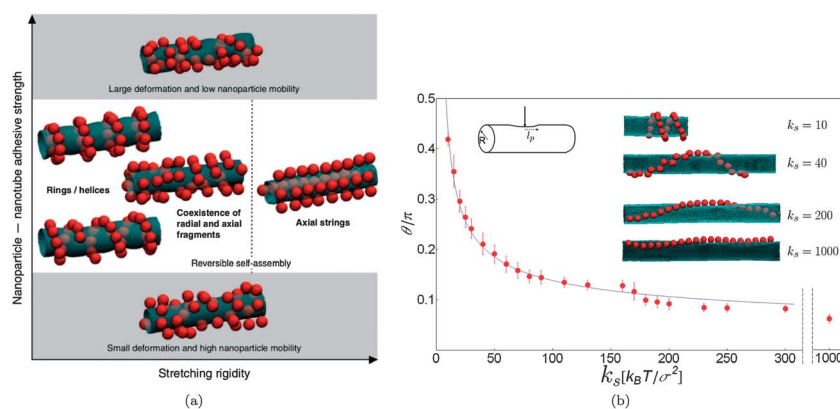 Large deformation and low nanoparticle mobility
Rings / helices
Coexistence of
radial and axial
fragments
Axial strings
Reversible self-assembly
Small deformation and high nanoparticle mobility
Nanoparticle — nanotube adhesive strength
Stretching rigidity
(a)
0.5
0.4
0.3
0.2
0.1
θ/π
R
l_p
k_s = 10
k_s = 40
k_s = 200
k_s = 1000
0 50 100 150 200 250 300 1000
k_s[k_BT/σ²]
(b)